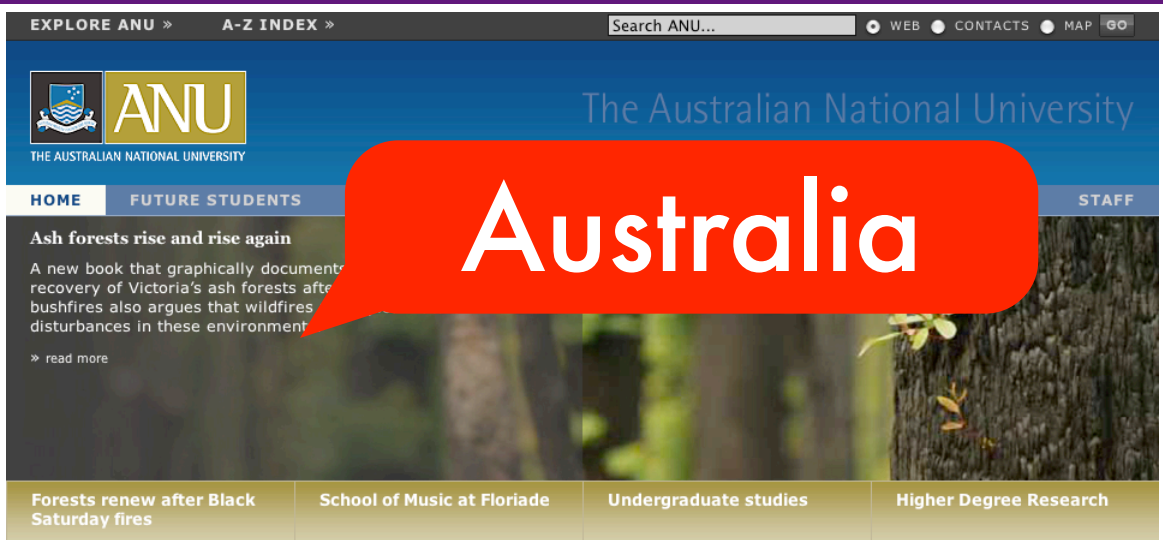 EXPLORE ANU »
A-Z INDEX »
Search ANU...
WEB
CONTACTS
MAP
GO
ANU
THE AUSTRALIAN NATIONAL UNIVERSITY
The Australian National University
HOME
FUTURE STUDENTS
STAFF
Australia
Ash forests rise and rise again
A new book that graphically documents
recovery of Victoria's ash forests
bushfires also argues that wildfires
disturbances in these
» read more
Forests renew after Black
Saturday fires
School of Music at Floriade
Undergraduate studies
Higher Degree Research